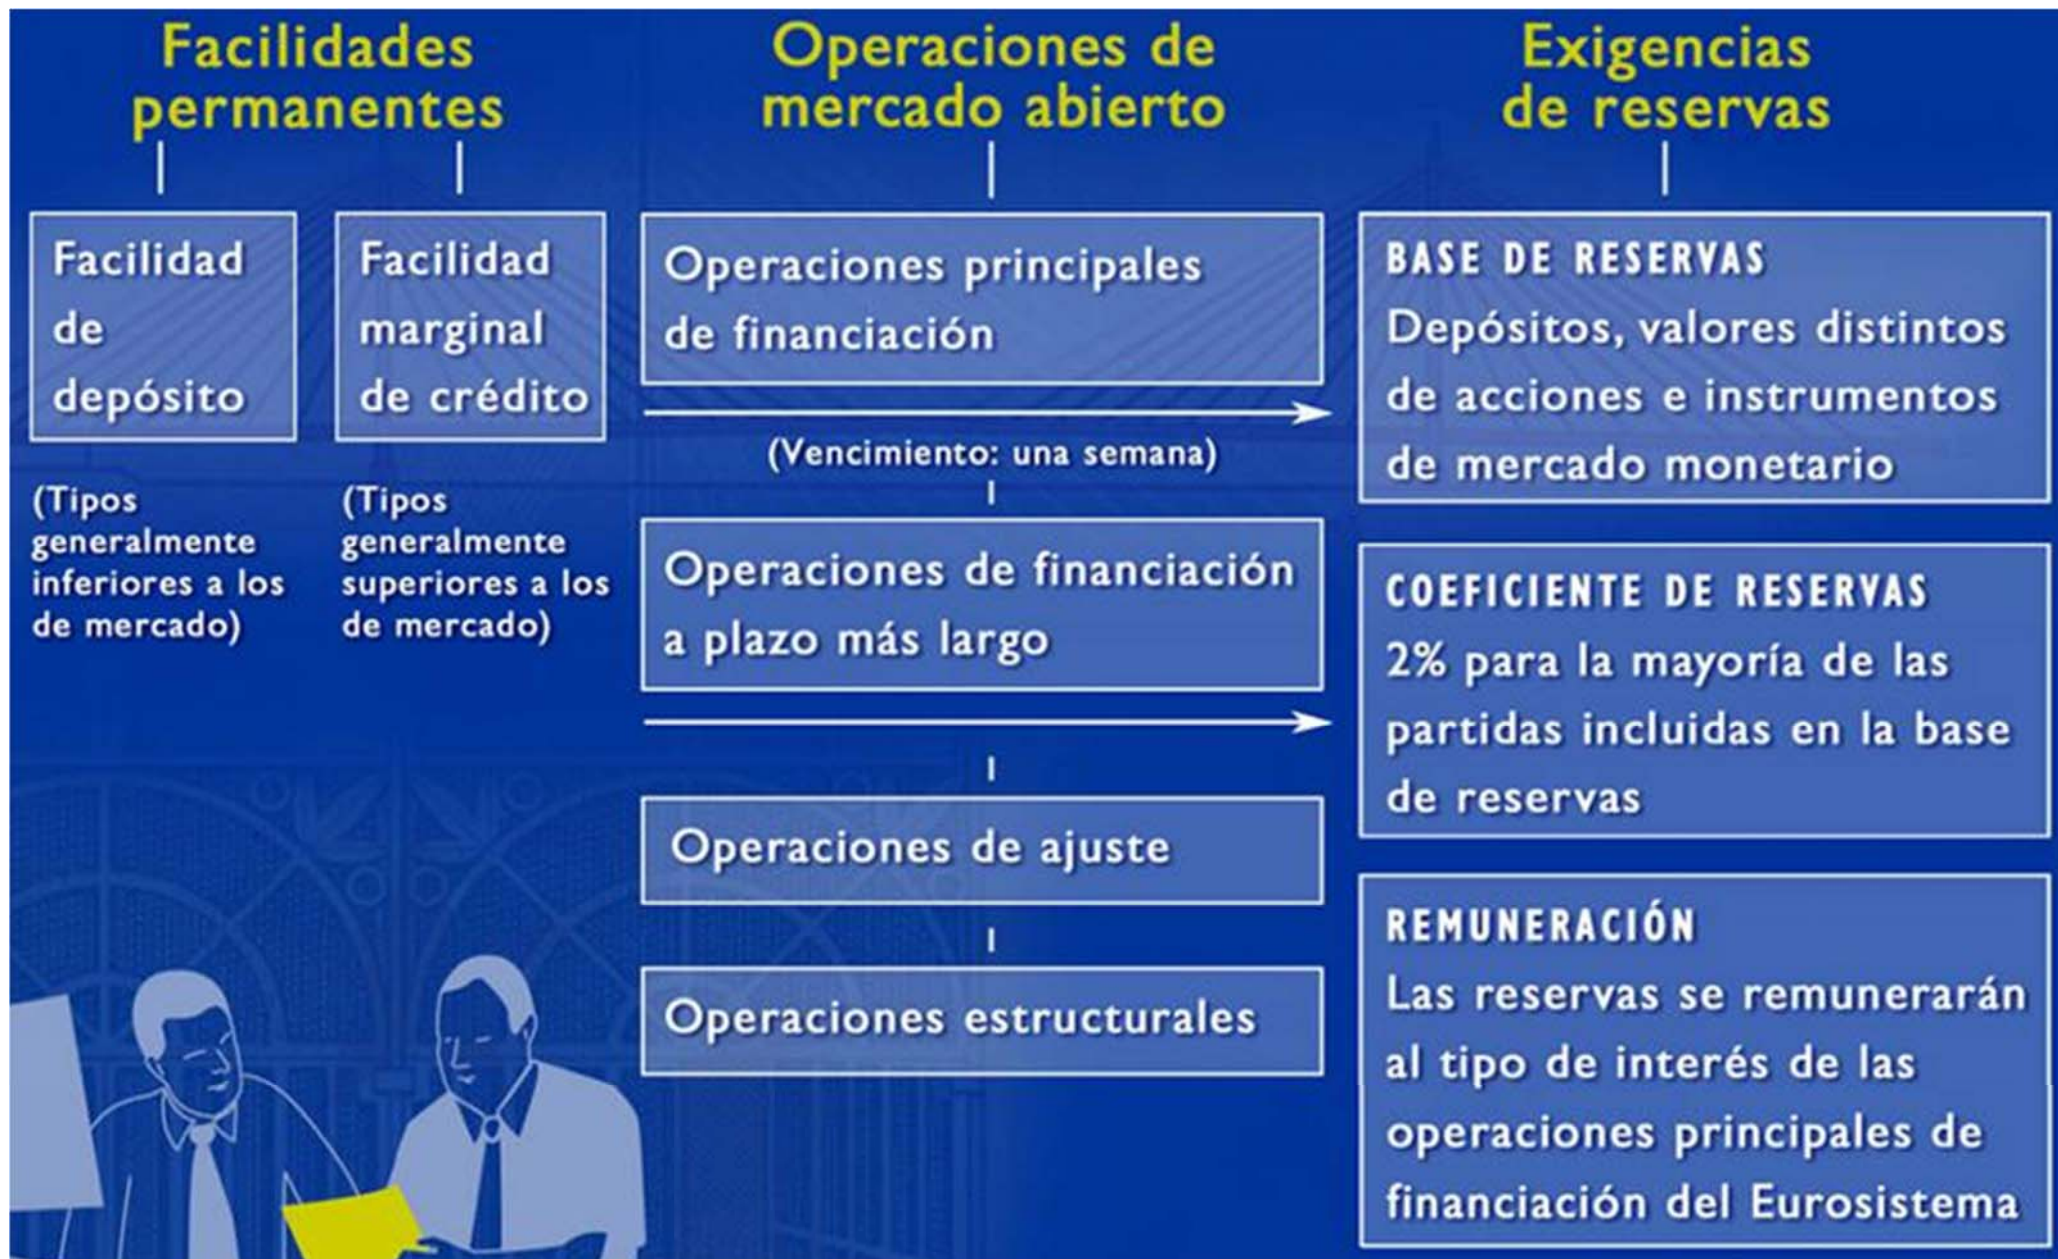 Facilidades
permanentes
Facilidad
de
depósito
(Tipos
generalmente
inferiores a los
de mercado)
Facilidad
marginal
de crédito
(Tipos
generalmente
superiores a los
de mercado)
Operaciones de
mercado abierto
Operaciones principales
de financiación
(Vencimiento: una semana)
Operaciones de financiación
a plazo más largo
Operaciones de ajuste
Operaciones estructurales
Exigencias
de reservas
BASE DE RESERVAS
Depósitos, valores distintos
de acciones e instrumentos
de mercado monetario
COEFICIENTE DE RESERVAS
2% para la mayoría de las
partidas incluidas en la base
de reservas
REMUNERACIÓN
Las reservas se remunerarán
al tipo de interés de las
operaciones principales de
financiación del Eurosistema